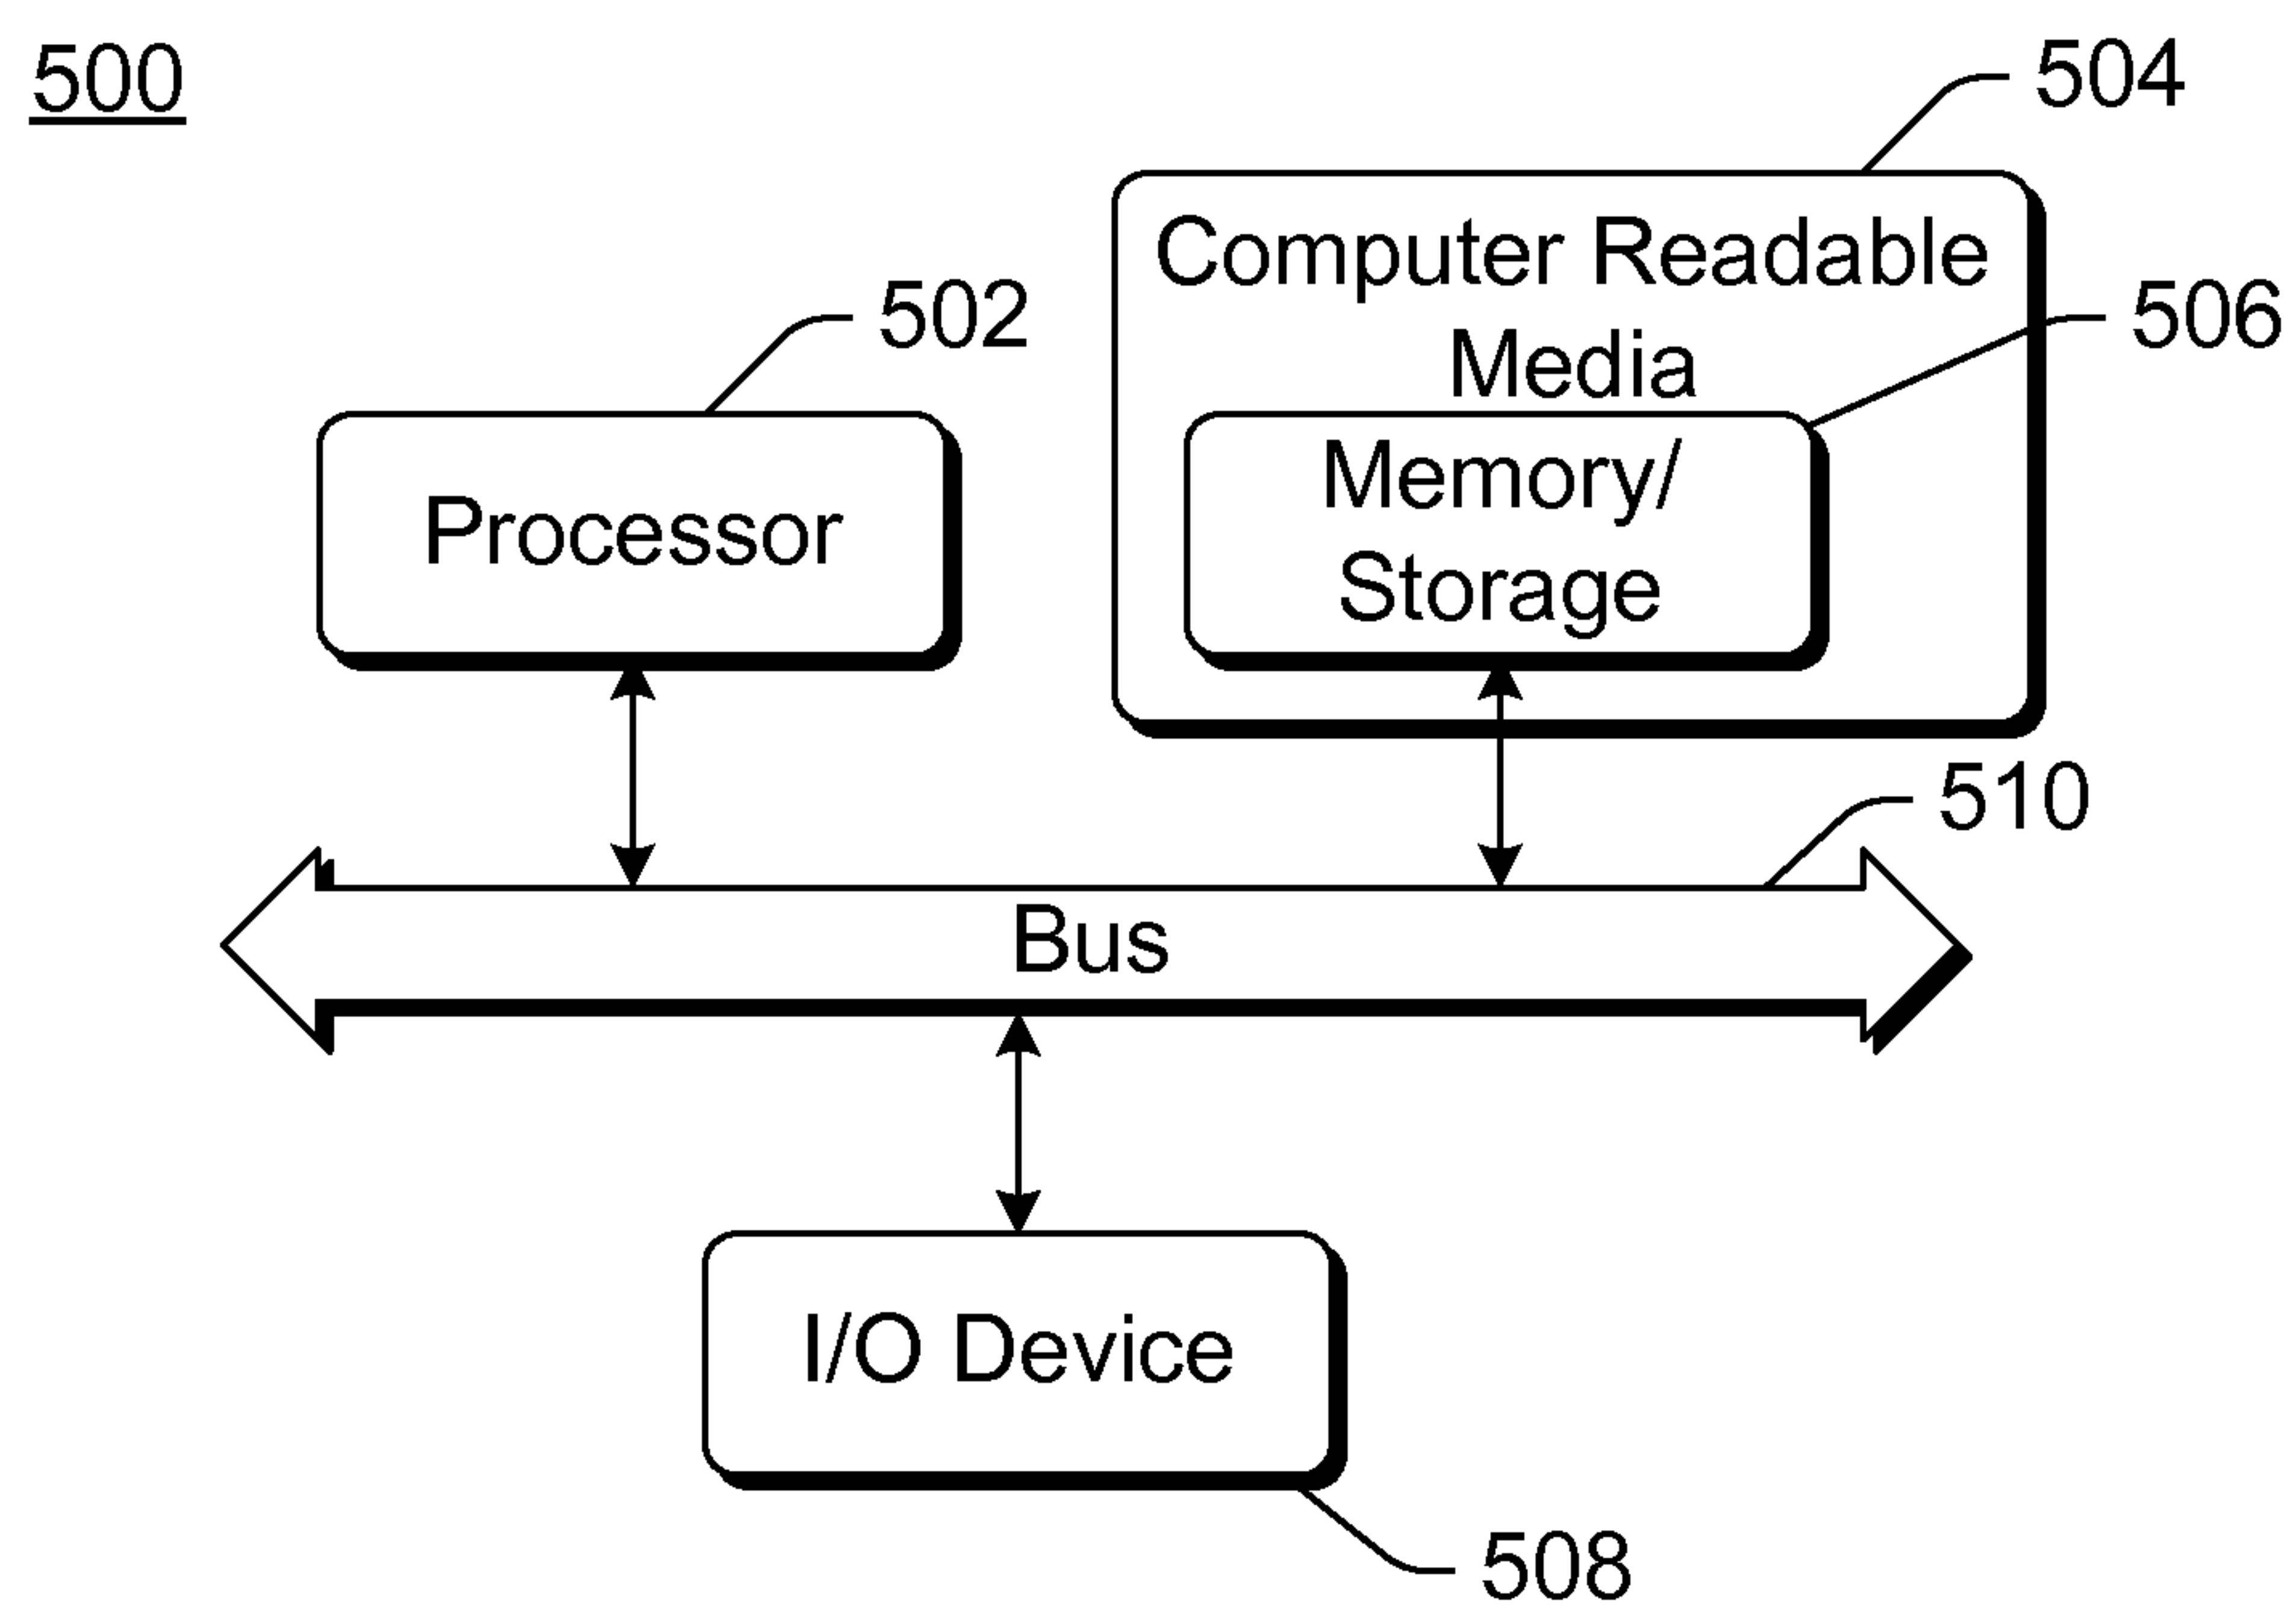 500
504
Computer Readable
Media
506
502
Processor
Memory/
Storage
510
Bus
I/O Device
508